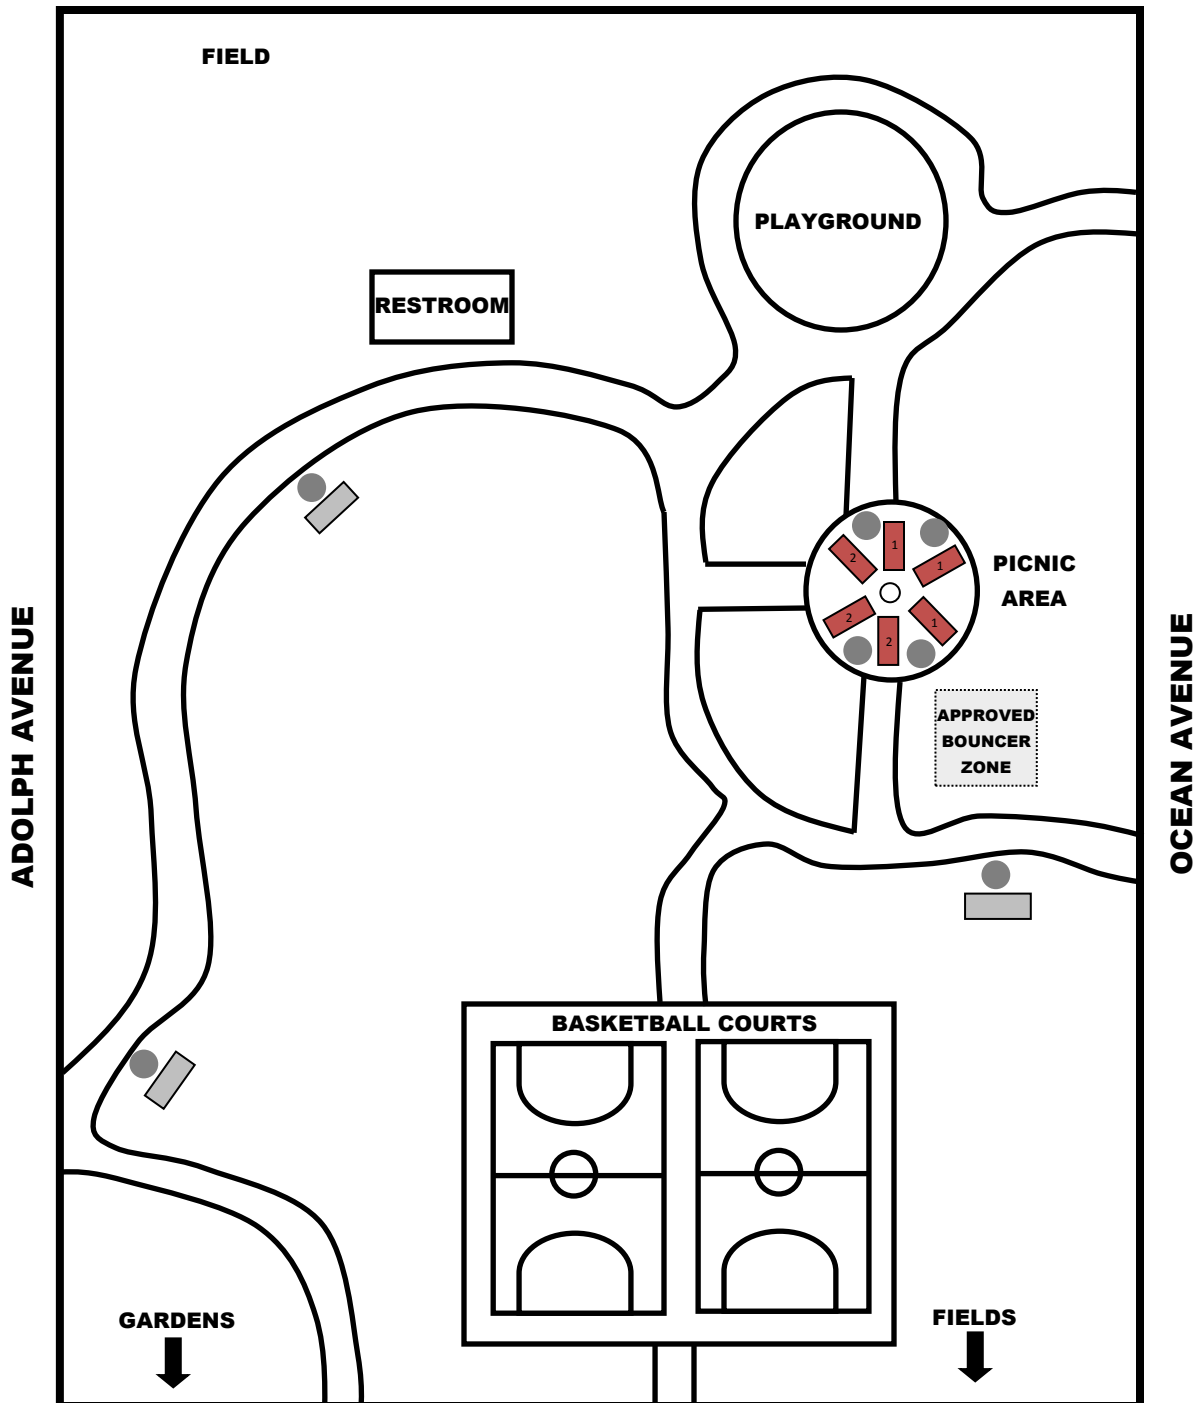 FIELD
PLAYGROUND
RESTROOM
1
2
1
PICNIC
AREA
2
1
2
ADOLPH AVENUE
OCEAN AVENUE
APPROVED
BOUNCER
ZONE
BASKETBALL COURTS
GARDENS
FIELDS